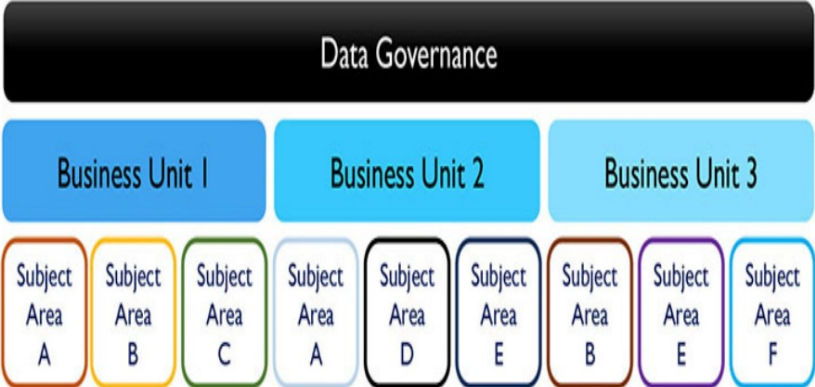 Data Governance
Business Unit 1
Business Unit 2
Business Unit 3
Subject
Area
A
Subject
Area
B
Subject
Area
C
Subject
Area
A
Subject
Area
D
Subject
Area
E
Subject
Area
B
Subject
Area
E
Subject
Area
F